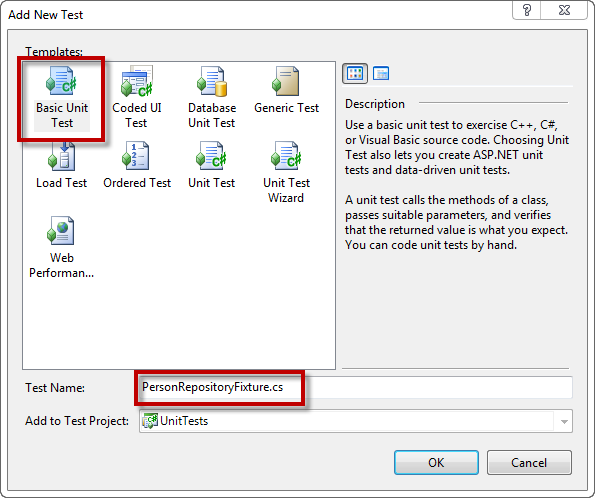 Add New Test
Templates:
Basic Unit
Test
Coded UI
Test
Database
Unit Test
Generic Test
Load Test
Ordered Test
Unit Test
Unit Test
Wizard
Web
Performan...
Description
Use a basic unit test to exercise C++, C#,
or Visual Basic source code. Choosing Unit
Test also lets you create ASP.NET unit
tests and data-driven unit tests.
A unit test calls the methods of a class,
passes suitable parameters, and verifies
that the returned value is what you expect.
You can code unit tests by hand.
Test Name:
PersonRepositoryFixture.cs
Add to Test Project:
UnitTests
OK
Cancel